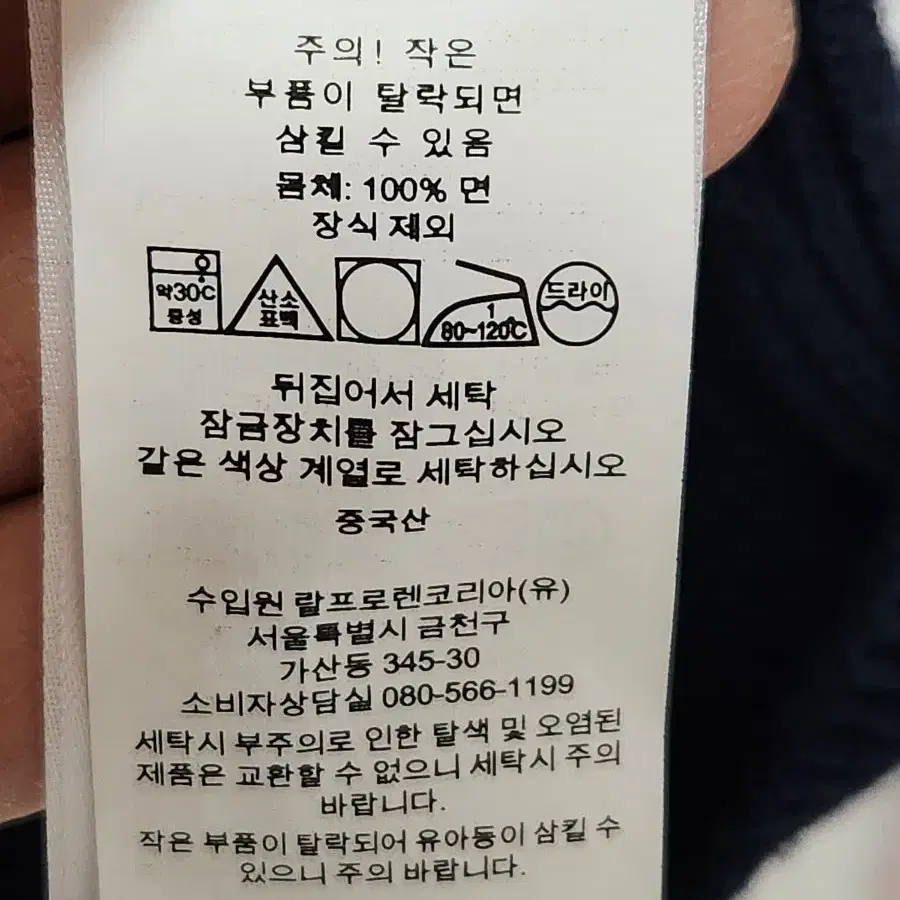 주의! 작은
부품이 탈락되면
삼킬 수 있음
몸체: 100% 면
장식 제외
약30℃
중성
산소
표백
1
80~120℃
드라이
뒤집어서 세탁
잠금장치를 잠그십시오
같은 색상 계열로 세탁하십시오
중국산
수입원 랄프로렌코리아(유)
서울특별시 금천구
가산동 345-30
소비자상담실 080-566-1199
세탁시 부주의로 인한 탈색 및 오염된
제품은 교환할 수 없으니 세탁시 주의
바랍니다.
작은 부품이 탈락되어 유아등이 삼킬 수
있으니 주의 바랍니다.